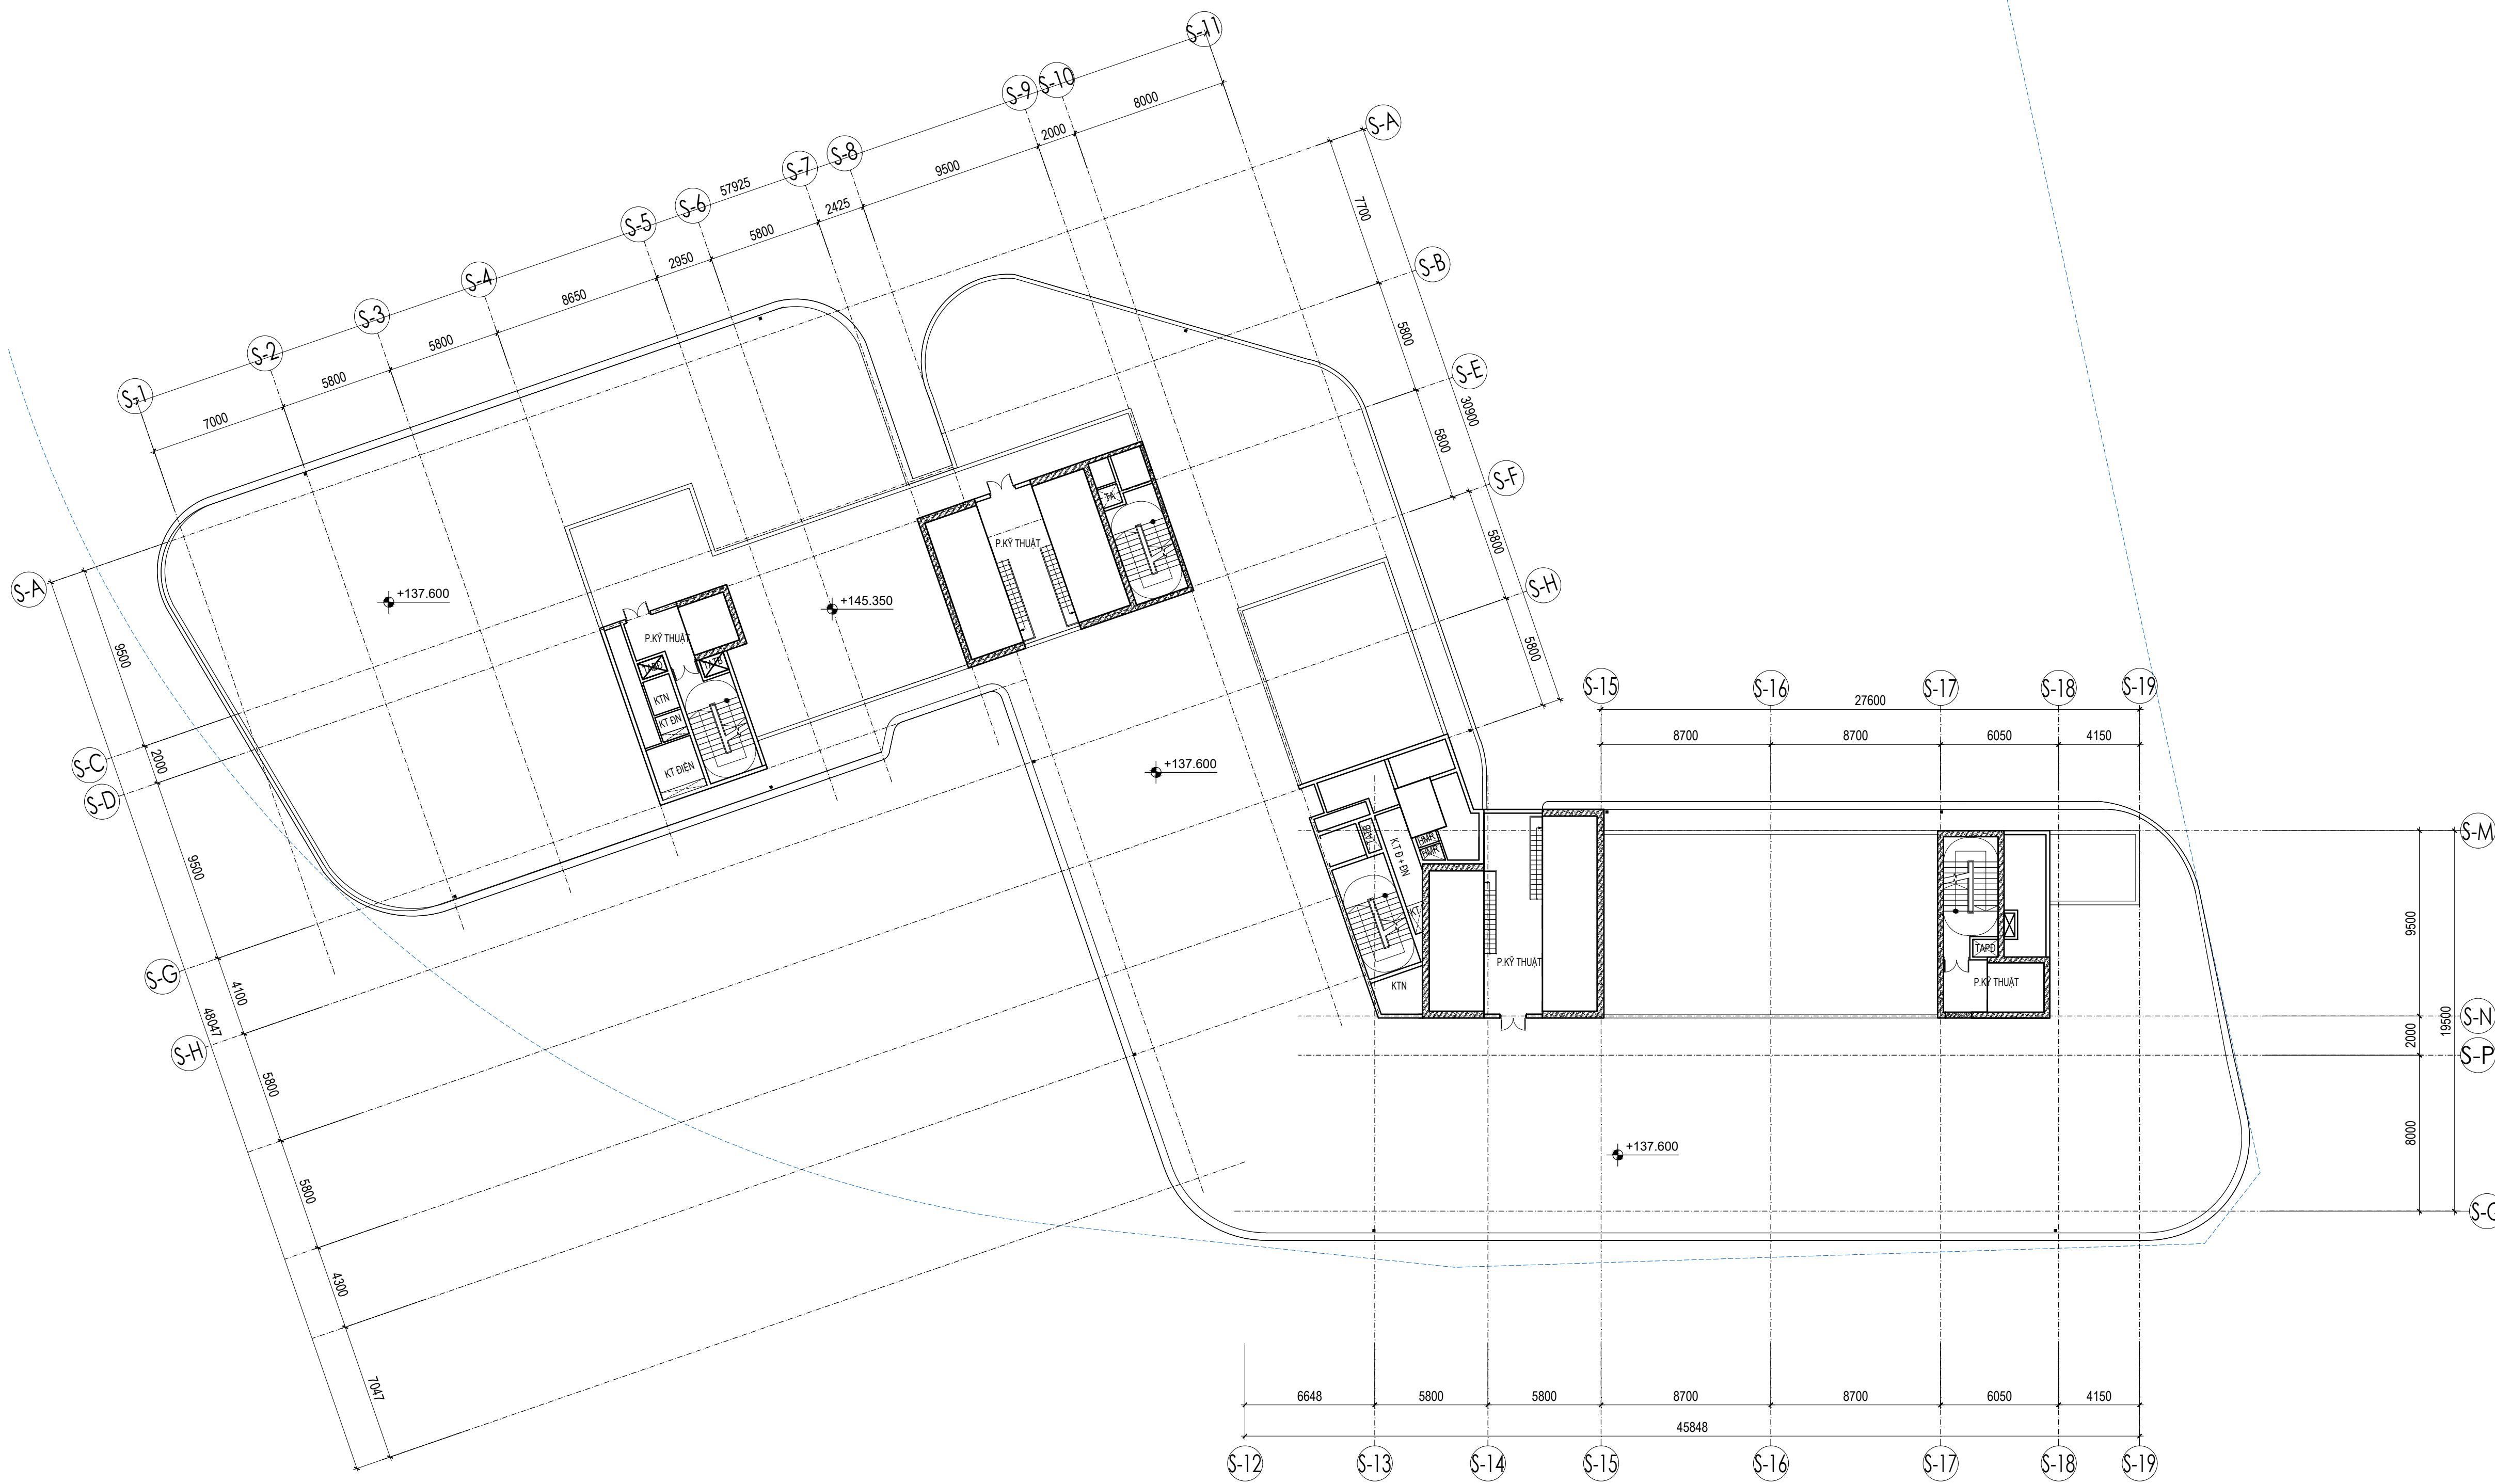 S-11
S-10
S-9
S-8
S-7
S-6
S-5
S-4
S-3
S-2
S-1
57925
7000
5800
5800
8650
2950
5800
2425
9500
2000
8000
S-A
S-B
S-E
S-F
S-H
7700
5800
5800
5800
5800
30900
S-A
S-C
S-D
S-G
S-H
9500
2000
9500
4100
5800
5800
4300
7047
48047
+137.600
+145.350
+137.600
+137.600
P.KỸ THUẬT
KTN
KT ĐN
KT ĐIỆN
P.KỸ THUẬT
TA
K.T Đ + ĐN
KTN
P.KỸ THUẬT
TAPĐ
P.KỸ THUẬT
S-15
S-16
S-17
S-18
S-19
27600
8700
8700
6050
4150
S-M
S-N
S-P
9500
2000
8000
19500
6648
5800
5800
8700
8700
6050
4150
45848
S-12
S-13
S-14
S-15
S-16
S-17
S-18
S-19